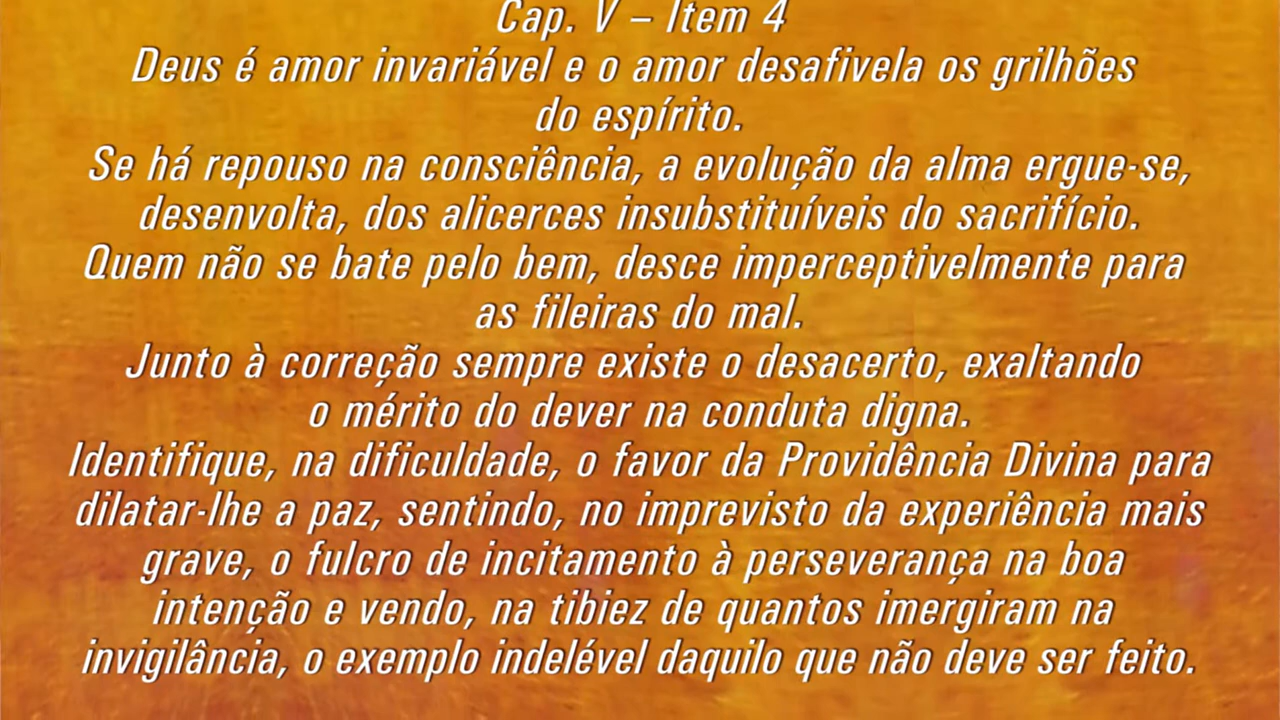 Cap. V – Item 4
Deus é amor invariável e o amor desafivela os grilhões
do espírito.
Se há repouso na consciência, a evolução da alma ergue-se,
desenvolta, dos alicerces insubstituíveis do sacrifício.
Quem não se bate pelo bem, desce imperceptivelmente para
as fileiras do mal.
Junto à correção sempre existe o desacerto, exaltando
o mérito do dever na conduta digna.
Identifique, na dificuldade, o favor da Providência Divina para
dilatar-lhe a paz, sentindo, no imprevisto da experiência mais
grave, o fulcro de incitamento à perseverança na boa
intenção e vendo, na tibiez de quantos imergiram na
invigilância, o exemplo indelével daquilo que não deve ser feito.